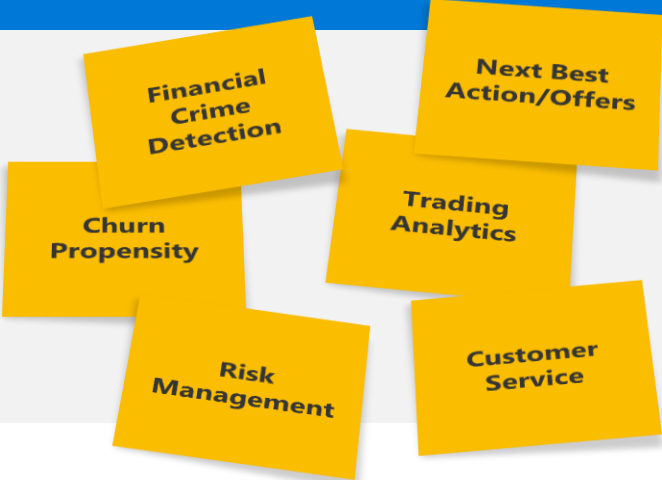 Financial
Crime
Detection
Next Best
Action/Offers
Churn
Propensity
Trading
Analytics
Risk
Management
Customer
Service